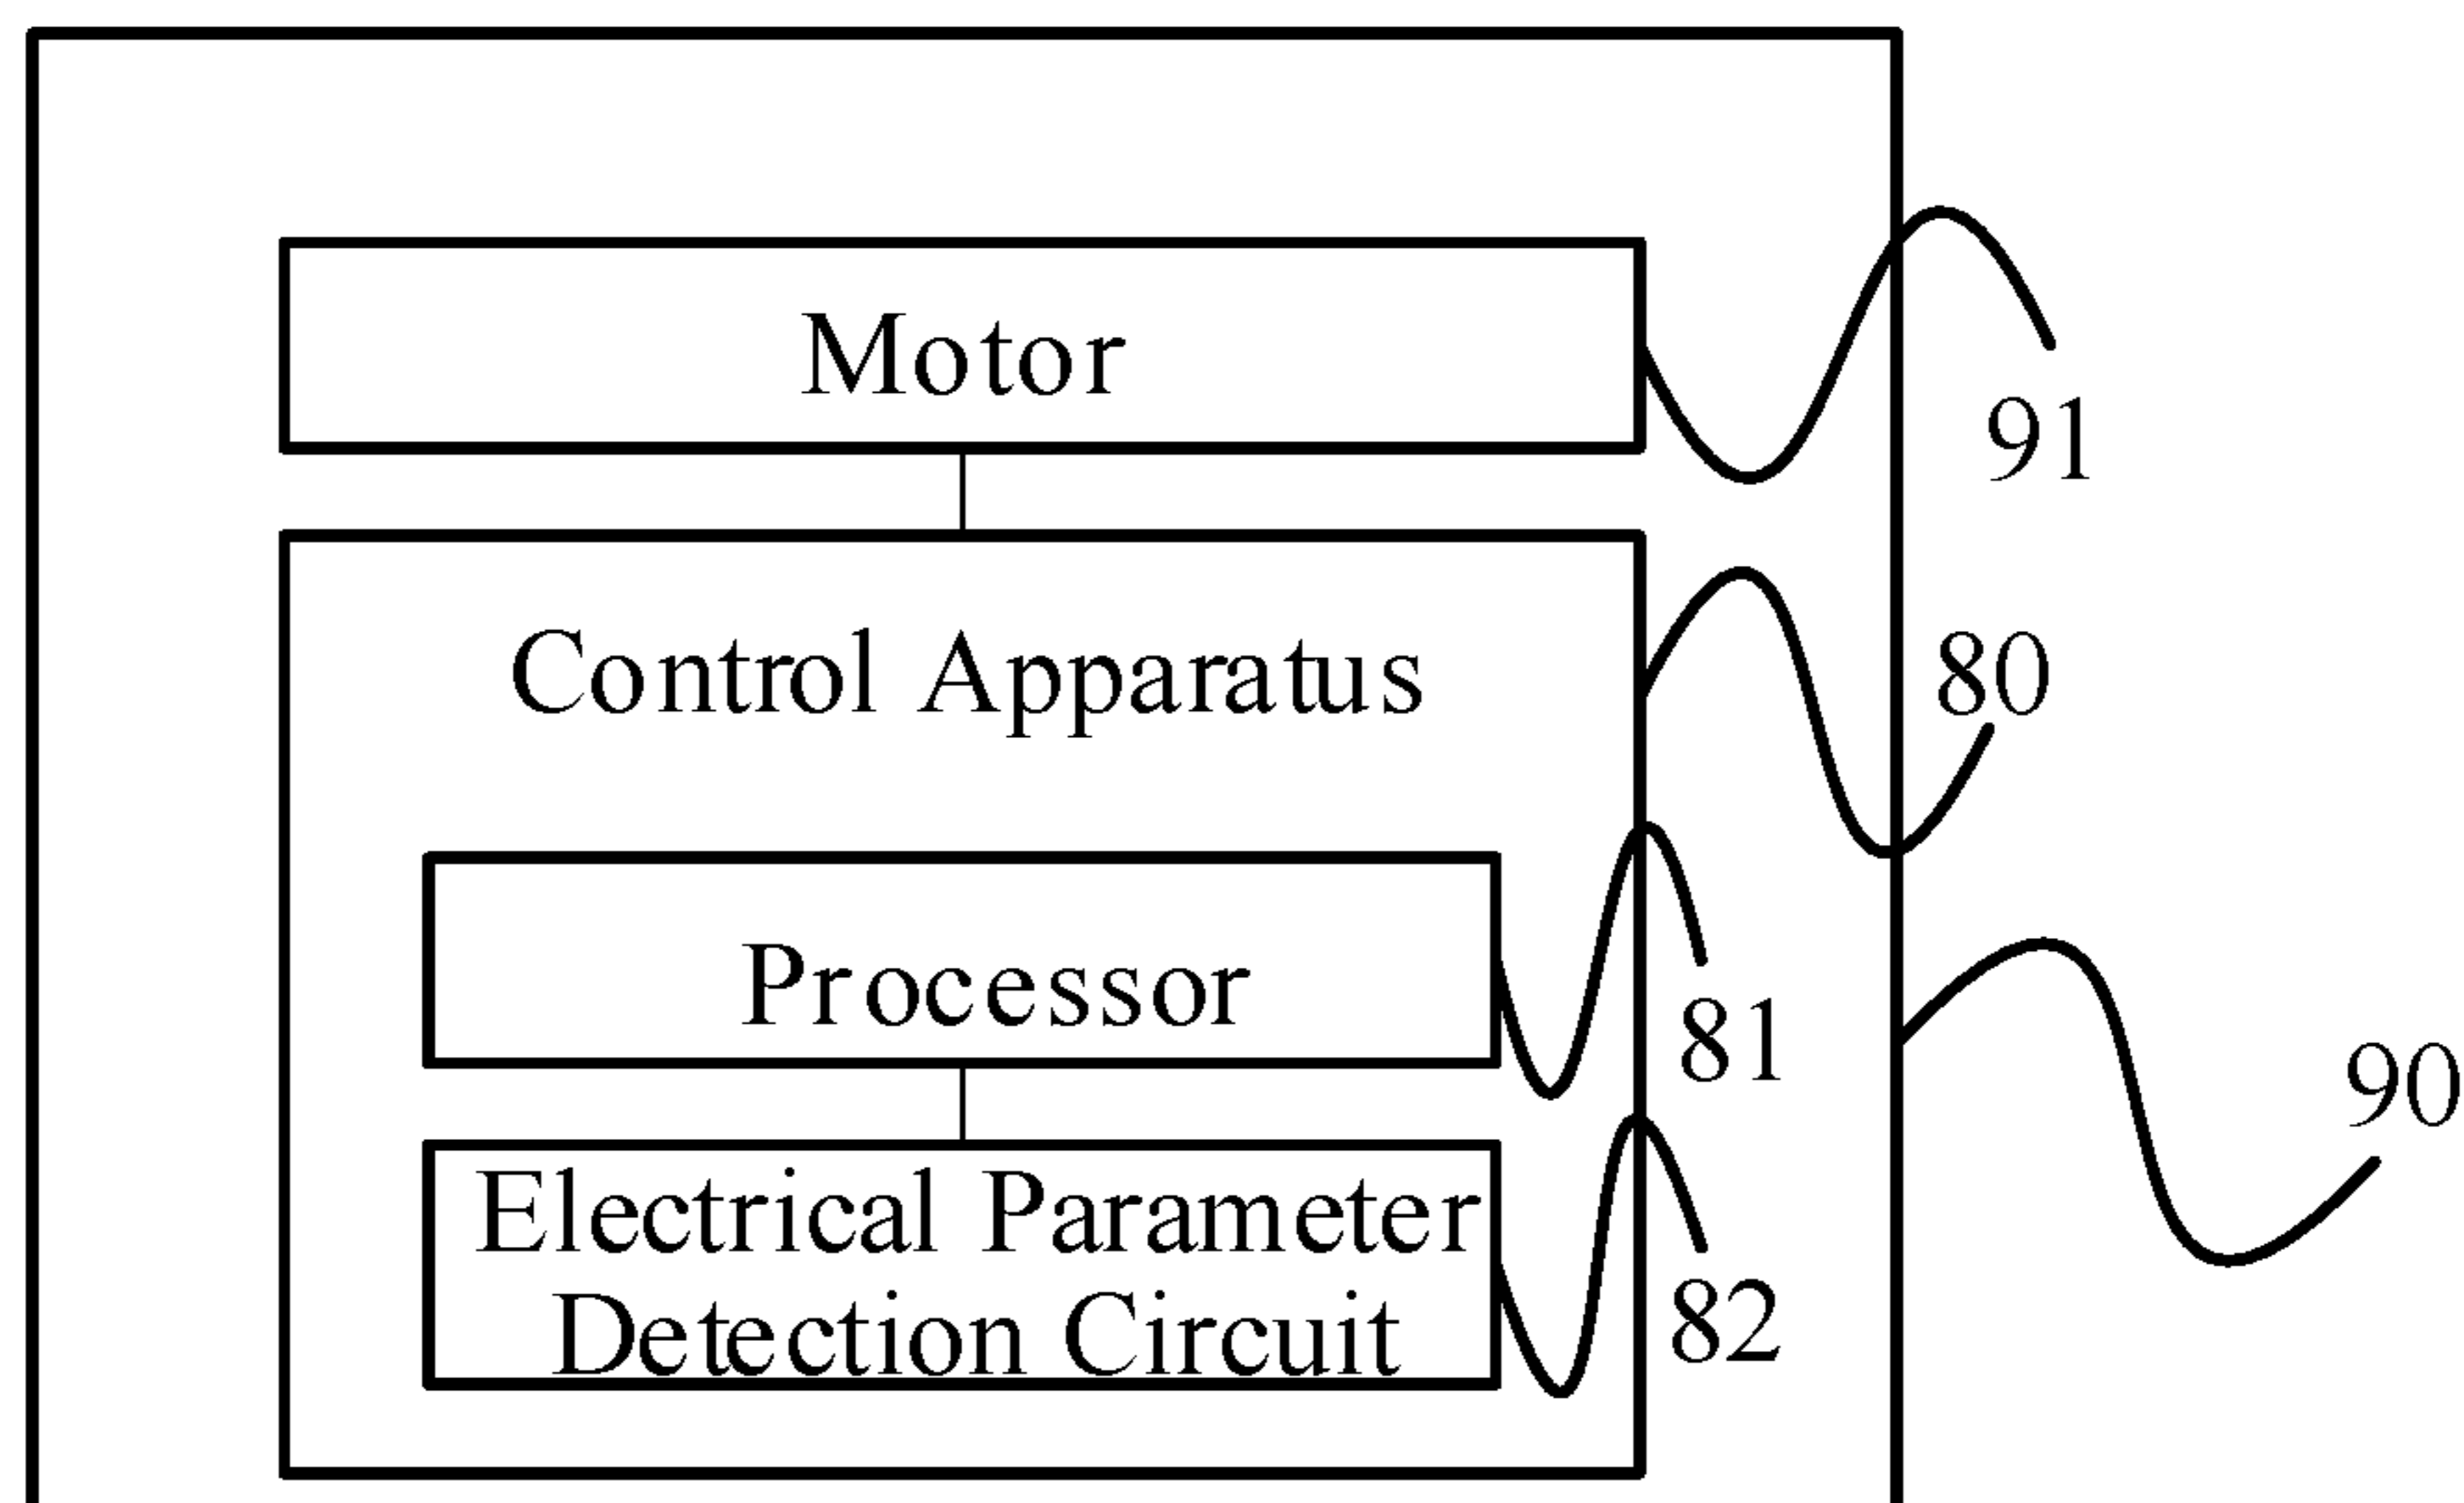 Motor
91
Control Apparatus
80
Processor
81
90
Electrical Parameter
Detection Circuit
82